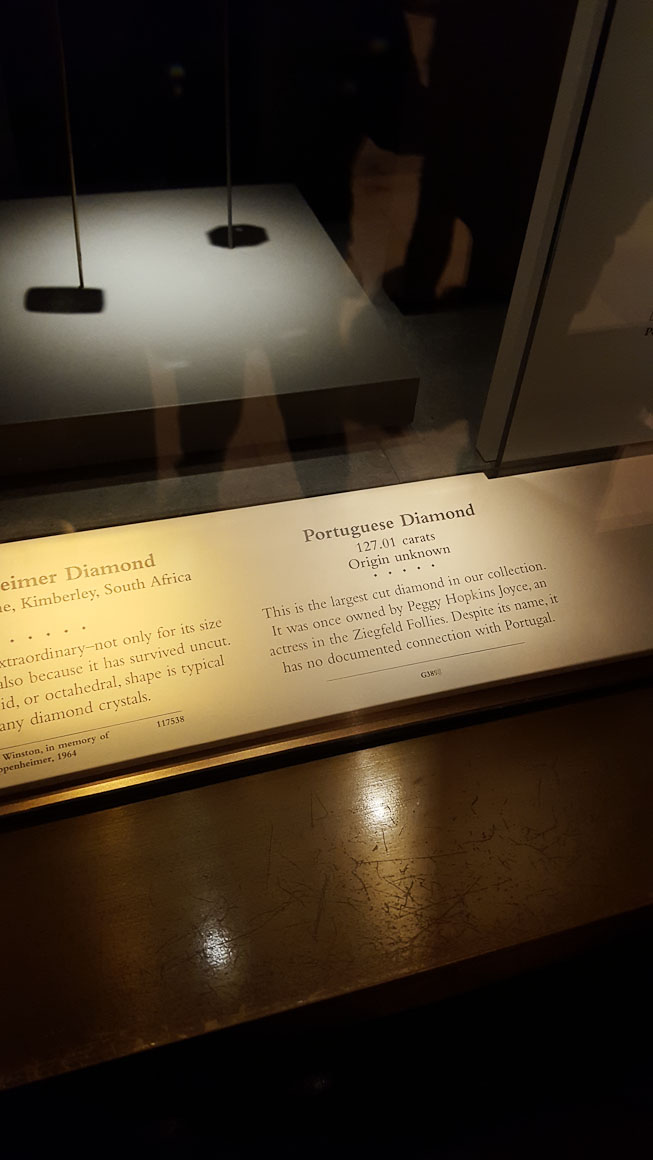 eimer Diamond
e, Kimberley, South Africa
• • • • •
xtraordinary–not only for its size
also because it has survived uncut.
id, or octahedral, shape is typical
any diamond crystals.
117538
Winston, in memory of
ppenheimer, 1964
Portuguese Diamond
127.01 carats
Origin unknown
• • • • •
This is the largest cut diamond in our collection.
It was once owned by Peggy Hopkins Joyce, an
actress in the Ziegfeld Follies. Despite its name, it
has no documented connection with Portugal.